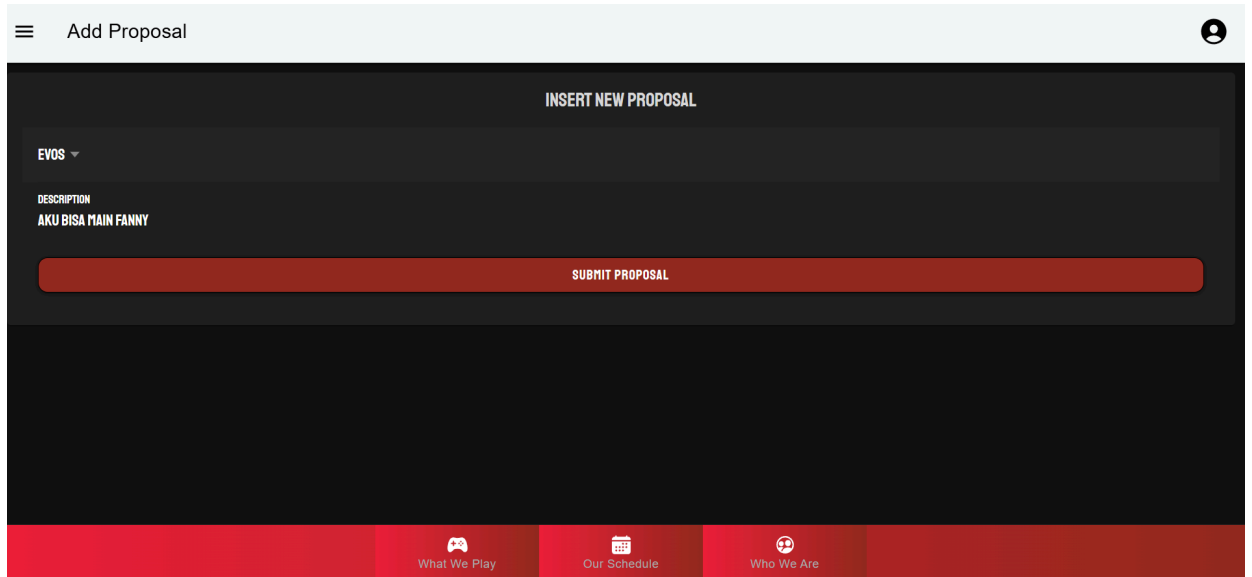 Add Proposal
INSERT NEW PROPOSAL
EVOS
DESCRIPTION
AKU BISA MAIN FANNY
SUBMIT PROPOSAL
What We Play
Our Schedule
Who We Are